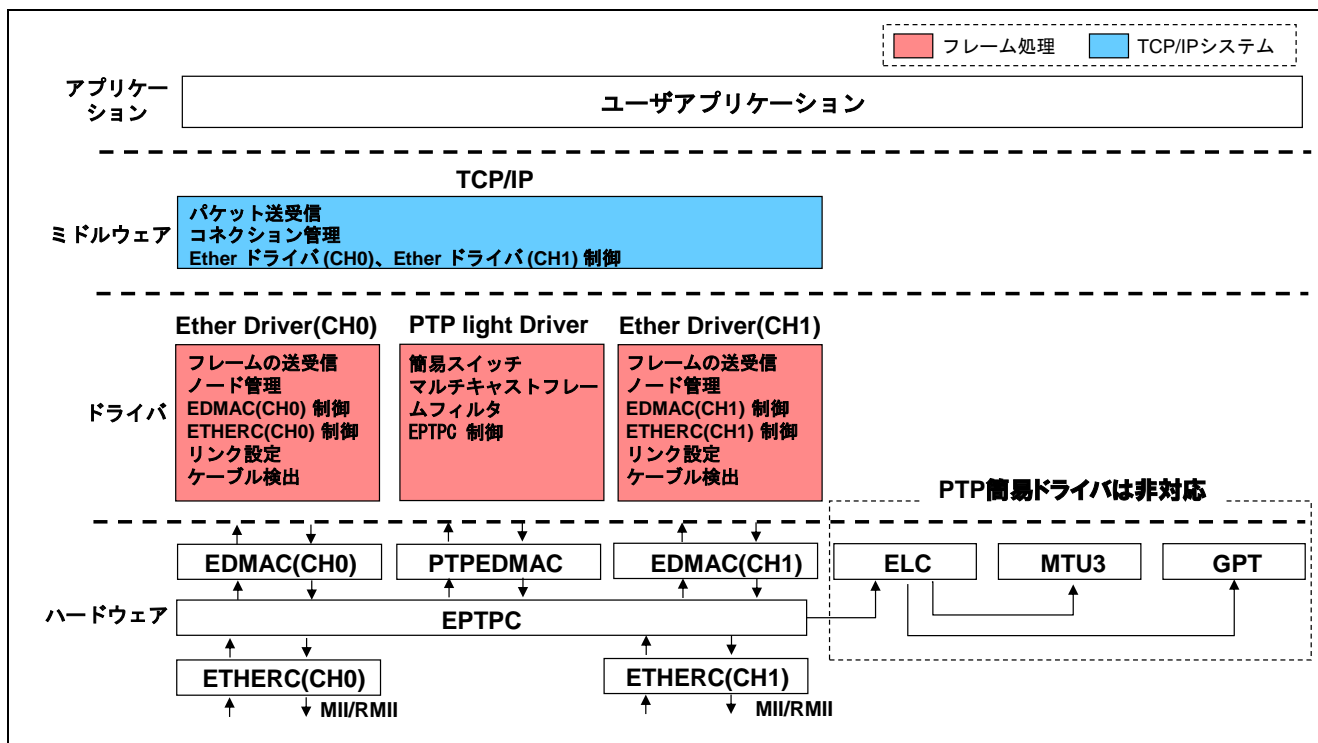 フレーム処理
TCP/IPシステム
アプリケー
ション
ユーザアプリケーション
TCP/IP
ミドルウェア
パケット送受信
コネクション管理
Ether ドライバ (CH0)、Ether ドライバ (CH1) 制御
ドライバ
Ether Driver(CH0)
フレームの送受信
ノード管理
EDMAC(CH0) 制御
ETHERC(CH0) 制御
リンク設定
ケーブル検出
PTP light Driver
簡易スイッチ
マルチキャストフレー
ムフィルタ
EPTPC 制御
Ether Driver(CH1)
フレームの送受信
ノード管理
EDMAC(CH1) 制御
ETHERC(CH1) 制御
リンク設定
ケーブル検出
PTP簡易ドライバは非対応
ハードウェア
EDMAC(CH0)
PTPEDMAC
EDMAC(CH1)
ELC
MTU3
GPT
EPTPC
ETHERC(CH0)
ETHERC(CH1)
MII/RMII
MII/RMII